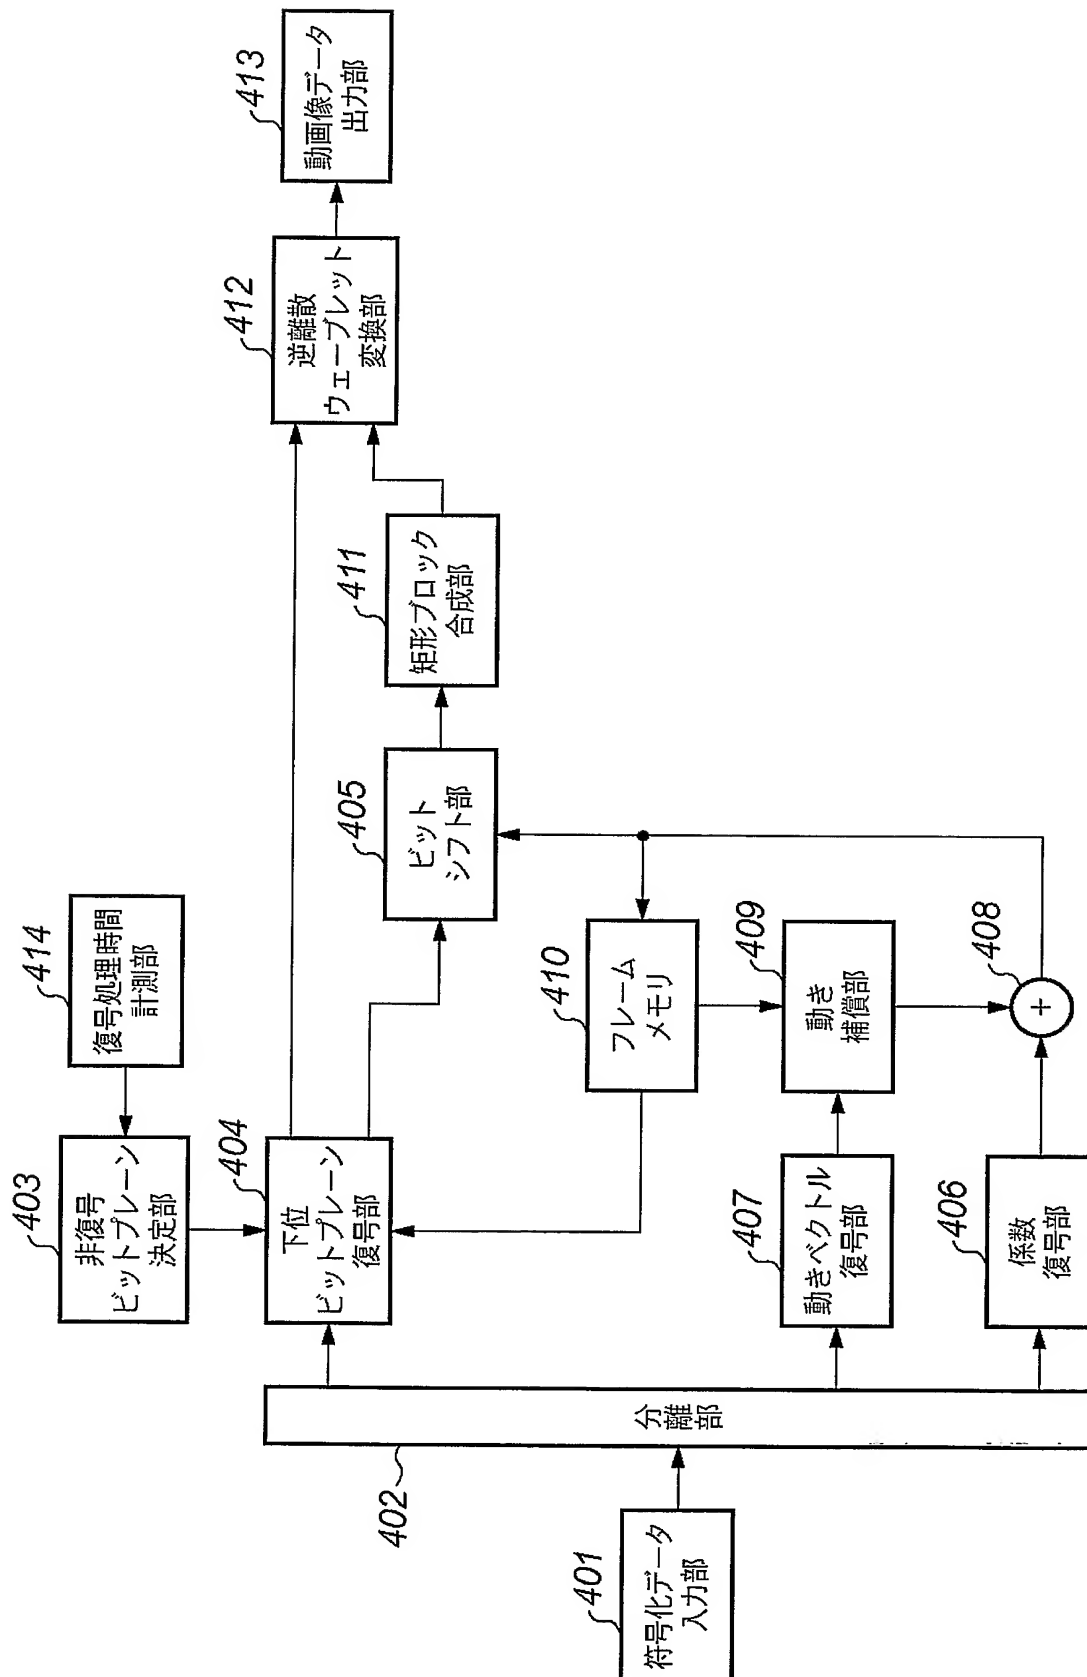 401
符号化データ
入力部
402
分離部
403
非復号
ビットプレーン
決定部
414
復号処理時間
計測部
404
下位
ビットプレーン
復号部
405
ビット
シフト部
411
矩形ブロック
合成部
412
逆離散
ウェーブレット
変換部
413
動画像データ
出力部
410
フレーム
メモリ
407
動きベクトル
復号部
409
動き
補償部
406
係数
復号部
408
+